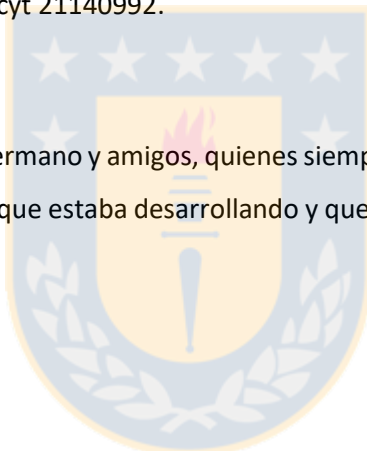 cyt 21140992.
ermano y amigos, quienes siemp
que estaba desarrollando y que